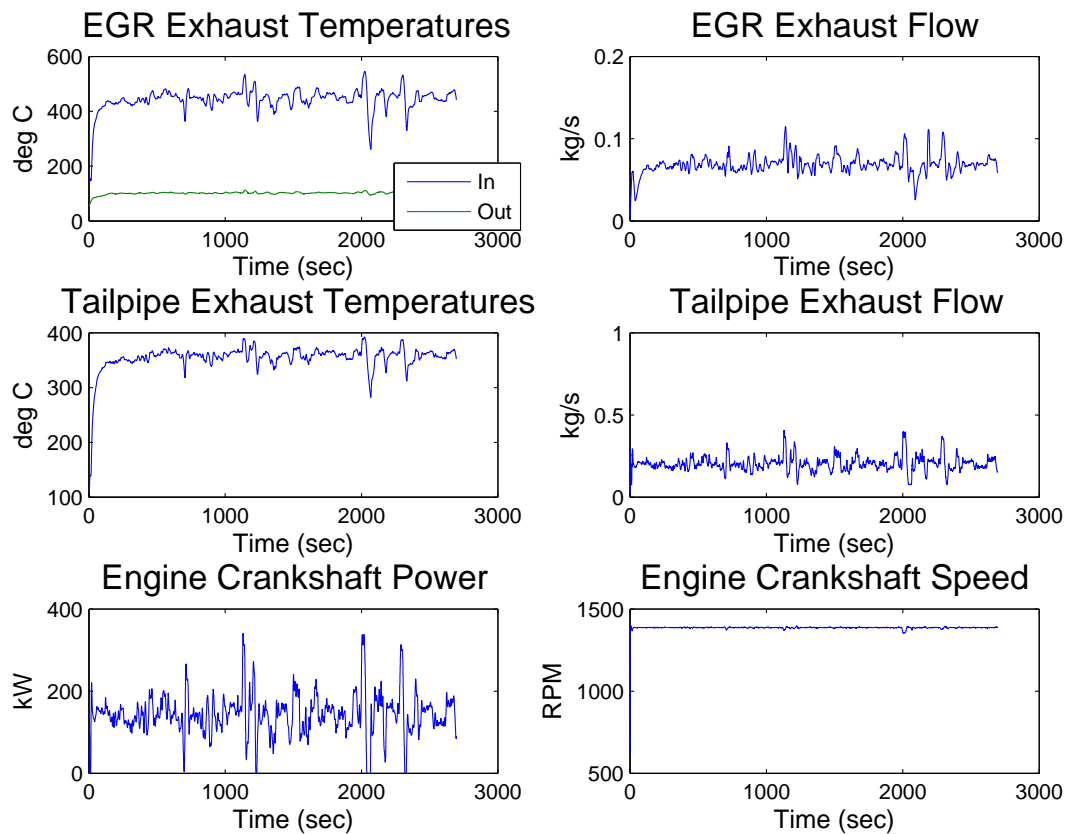 EGR Exhaust Temperatures
600
400
200
0
deg C
In
Out
0 1000 2000 3000
Time (sec)
EGR Exhaust Flow
0.2
0.1
0
kg/s
0 1000 2000 3000
Time (sec)
Tailpipe Exhaust Temperatures
400
300
200
100
deg C
0 1000 2000 3000
Time (sec)
Tailpipe Exhaust Flow
1
0.5
0
kg/s
0 1000 2000 3000
Time (sec)
Engine Crankshaft Power
400
200
0
kW
0 1000 2000 3000
Time (sec)
Engine Crankshaft Speed
1500
1000
500
RPM
0 1000 2000 3000
Time (sec)